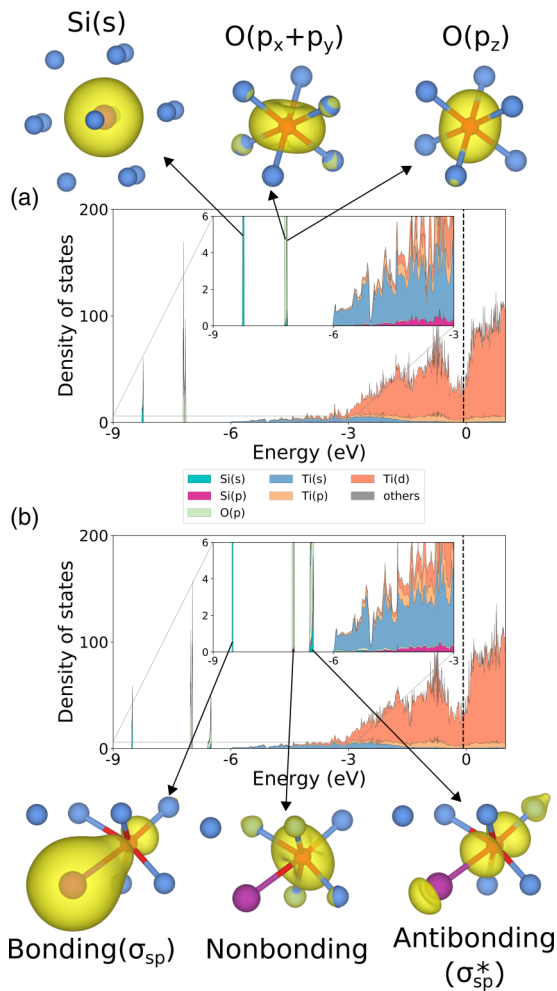 Si(s)
O(pₓ+p_y)
O(p_z)
(a)
200
100
0
Density of states
6
4
2
0
-9
-6
-3
-9
-6
-3
0
Energy (eV)
Si(s) Ti(s) Ti(d)
Si(p) Ti(p) others
O(p)
(b)
200
100
0
Density of states
6
4
2
0
-9
-6
-3
-9
-6
-3
0
Energy (eV)
Bonding(σsp)
Nonbonding
Antibonding
(σ*sp)